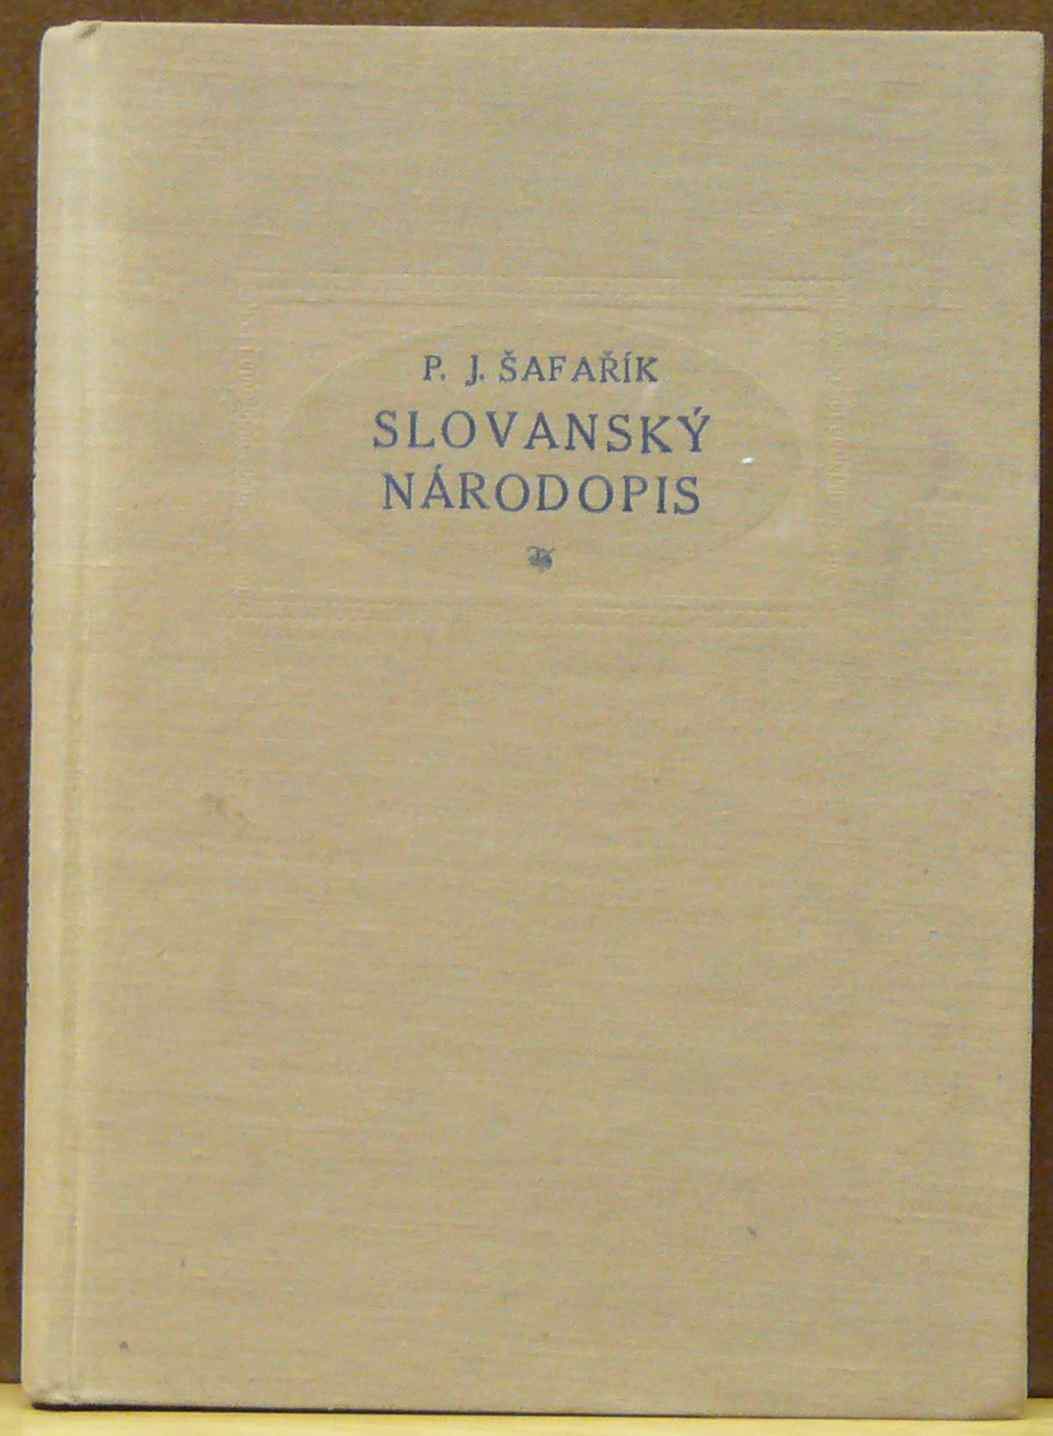 P. J. ŠAFAŘÍK
SLOVANSKÝ
NÁRODOPIS